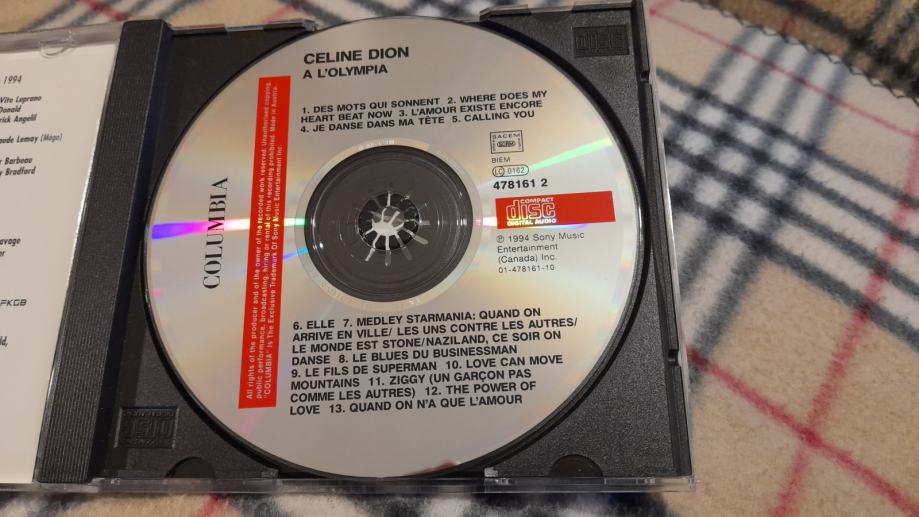 1994
Vito Luprano
Donald
rick Angelil
aude Lemay (Mégo)
r Barbeau
y Bradford
avage
er
FKGB
ld,
CELINE DION
A L'OLYMPIA
1. DES MOTS QUI SONNENT 2. WHERE DOES MY
HEART BEAT NOW 3. L'AMOUR EXISTE ENCORE
4. JE DANSE DANS MA TÊTE 5. CALLING YOU
SACEM
SDRM
BIEM
LC 0162
478161 2
COMPACT
disc
DIGITAL AUDIO
℗ 1994 Sony Music
Entertainment
(Canada) Inc.
01-478161-10
COLUMBIA
All rights of the producer and of the owner of the recorded work reserved. Unauthorised copying,
public performance, broadcasting, hiring or rental of this recording prohibited. Made in Austria.
"COLUMBIA" Is The Exclusive Trademark Of Sony Music Entertainment Inc.
6. ELLE 7. MEDLEY STARMANIA: QUAND ON
ARRIVE EN VILLE/ LES UNS CONTRE LES AUTRES/
LE MONDE EST STONE/NAZILAND, CE SOIR ON
DANSE 8. LE BLUES DU BUSINESSMAN
9. LE FILS DE SUPERMAN 10. LOVE CAN MOVE
MOUNTAINS 11. ZIGGY (UN GARÇON PAS
COMME LES AUTRES) 12. THE POWER OF
LOVE 13. QUAND ON N'A QUE L'AMOUR